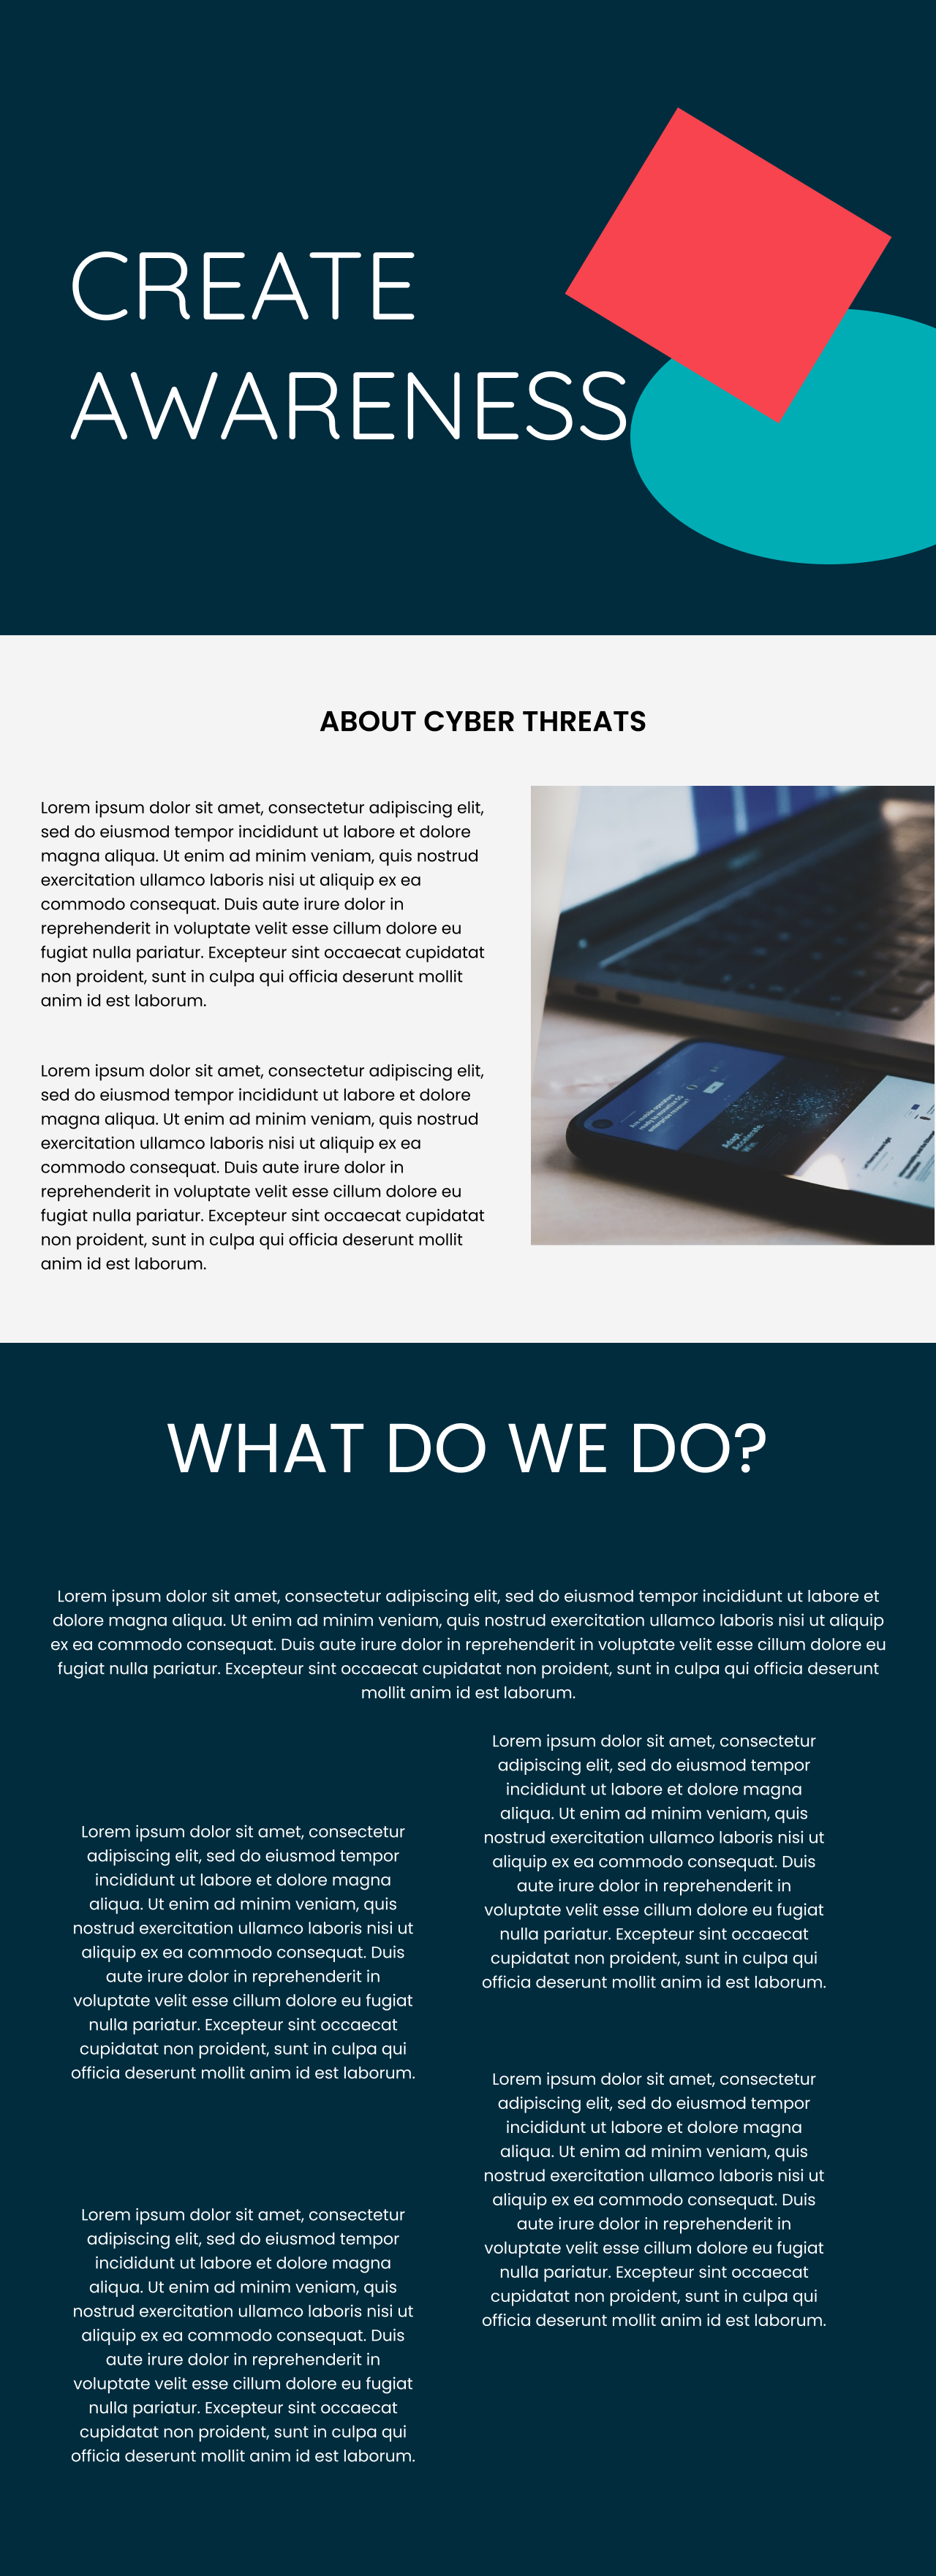 CREATE
AWARENESS
ABOUT CYBER THREATS
Lorem ipsum dolor sit amet, consectetur adipiscing elit,
sed do eiusmod tempor incididunt ut labore et dolore
magna aliqua. Ut enim ad minim veniam, quis nostrud
exercitation ullamco laboris nisi ut aliquip ex ea
commodo consequat. Duis aute irure dolor in
reprehenderit in voluptate velit esse cillum dolore eu
fugiat nulla pariatur. Excepteur sint occaecat cupidatat
non proident, sunt in culpa qui officia deserunt mollit
anim id est laborum.
Lorem ipsum dolor sit amet, consectetur adipiscing elit,
sed do eiusmod tempor incididunt ut labore et dolore
magna aliqua. Ut enim ad minim veniam, quis nostrud
exercitation ullamco laboris nisi ut aliquip ex ea
commodo consequat. Duis aute irure dolor in
reprehenderit in voluptate velit esse cillum dolore eu
fugiat nulla pariatur. Excepteur sint occaecat cupidatat
non proident, sunt in culpa qui officia deserunt mollit
anim id est laborum.
Adapt.
Accelerate.
Win.
WHAT DO WE DO?
Lorem ipsum dolor sit amet, consectetur adipiscing elit, sed do eiusmod tempor incididunt ut labore et
dolore magna aliqua. Ut enim ad minim veniam, quis nostrud exercitation ullamco laboris nisi ut aliquip
ex ea commodo consequat. Duis aute irure dolor in reprehenderit in voluptate velit esse cillum dolore eu
fugiat nulla pariatur. Excepteur sint occaecat cupidatat non proident, sunt in culpa qui officia deserunt
mollit anim id est laborum.
Lorem ipsum dolor sit amet, consectetur
adipiscing elit, sed do eiusmod tempor
incididunt ut labore et dolore magna
aliqua. Ut enim ad minim veniam, quis
nostrud exercitation ullamco laboris nisi ut
aliquip ex ea commodo consequat. Duis
aute irure dolor in reprehenderit in
voluptate velit esse cillum dolore eu fugiat
nulla pariatur. Excepteur sint occaecat
cupidatat non proident, sunt in culpa qui
officia deserunt mollit anim id est laborum.
Lorem ipsum dolor sit amet, consectetur
adipiscing elit, sed do eiusmod tempor
incididunt ut labore et dolore magna
aliqua. Ut enim ad minim veniam, quis
nostrud exercitation ullamco laboris nisi ut
aliquip ex ea commodo consequat. Duis
aute irure dolor in reprehenderit in
voluptate velit esse cillum dolore eu fugiat
nulla pariatur. Excepteur sint occaecat
cupidatat non proident, sunt in culpa qui
officia deserunt mollit anim id est laborum.
Lorem ipsum dolor sit amet, consectetur
adipiscing elit, sed do eiusmod tempor
incididunt ut labore et dolore magna
aliqua. Ut enim ad minim veniam, quis
nostrud exercitation ullamco laboris nisi ut
aliquip ex ea commodo consequat. Duis
aute irure dolor in reprehenderit in
voluptate velit esse cillum dolore eu fugiat
nulla pariatur. Excepteur sint occaecat
cupidatat non proident, sunt in culpa qui
officia deserunt mollit anim id est laborum.
Lorem ipsum dolor sit amet, consectetur
adipiscing elit, sed do eiusmod tempor
incididunt ut labore et dolore magna
aliqua. Ut enim ad minim veniam, quis
nostrud exercitation ullamco laboris nisi ut
aliquip ex ea commodo consequat. Duis
aute irure dolor in reprehenderit in
voluptate velit esse cillum dolore eu fugiat
nulla pariatur. Excepteur sint occaecat
cupidatat non proident, sunt in culpa qui
officia deserunt mollit anim id est laborum.